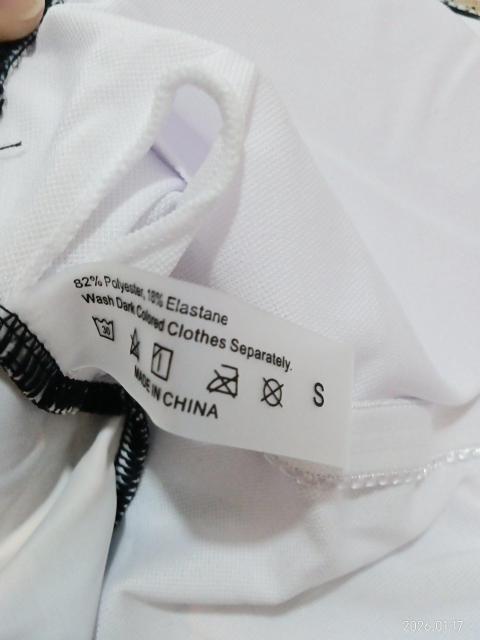 82% Polyester, 18% Elastane
Wash Dark Colored Clothes Separately.
30
S
MADE IN CHINA
2026.01.17